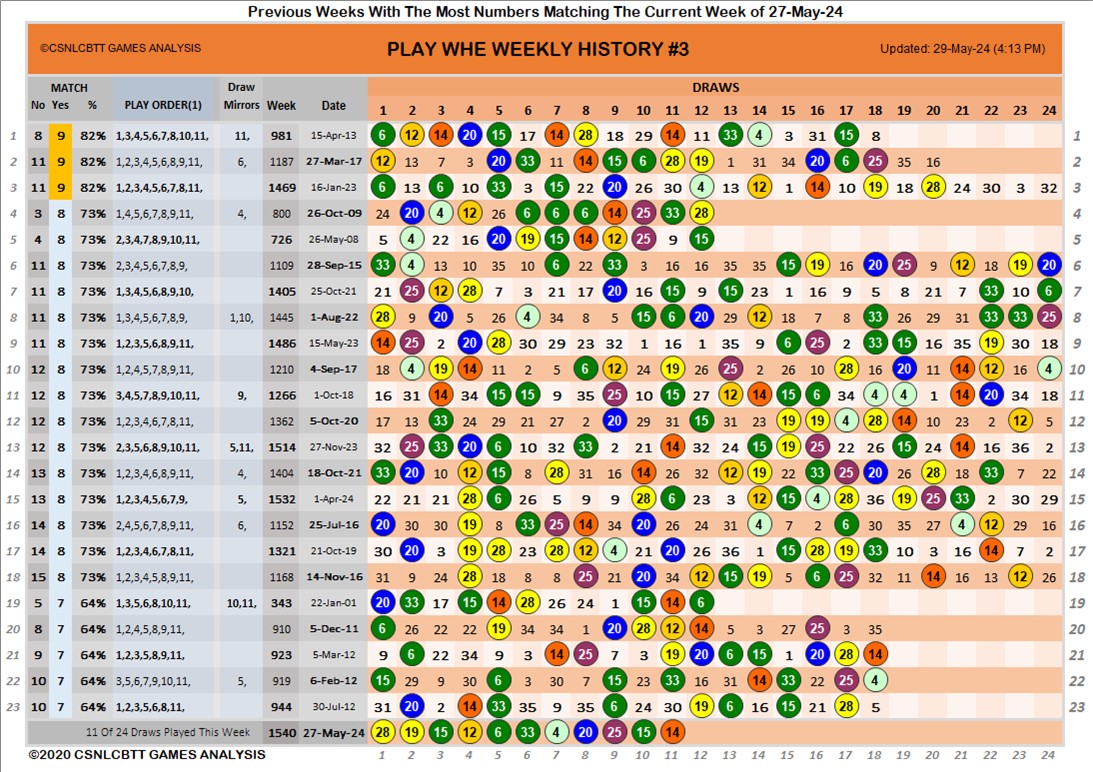 Previous Weeks With The Most Numbers Matching The Current Week of 27-May-24
©CSNLCBTT GAMES ANALYSIS PLAY WHE WEEKLY HISTORY #3 Updated: 29-May-24 (4:13 PM)
MATCH Draw DRAWS
No Yes % PLAY ORDER(1) Mirrors Week Date 1 2 3 4 5 6 7 8 9 10 11 12 13 14 15 16 17 18 19 20 21 22 23 24
1 8 9 82% 1,3,4,5,6,7,8,10,11, 11, 981 15-Apr-13 6 12 14 20 15 17 14 28 18 29 14 11 33 4 3 31 15 8 1
2 11 9 82% 1,2,3,4,5,6,8,9,11, 6, 1187 27-Mar-17 12 13 7 3 20 33 11 14 15 6 28 19 1 31 34 20 6 25 35 16 2
3 11 9 82% 1,2,3,4,5,6,7,8,11, 1469 16-Jan-23 6 13 6 10 33 3 15 22 20 26 30 4 13 12 1 14 10 19 18 28 24 30 3 32 3
4 3 8 73% 1,4,5,6,7,8,9,11, 4, 800 26-Oct-09 24 20 4 12 26 6 6 6 14 25 33 28 4
5 4 8 73% 2,3,4,7,8,9,10,11, 726 26-May-08 5 4 22 16 20 19 15 14 12 25 9 15 5
6 11 8 73% 2,3,4,5,6,7,8,9, 1109 28-Sep-15 33 4 13 10 35 10 6 22 33 3 16 16 35 35 15 19 16 20 25 9 12 18 19 20 6
7 11 8 73% 1,3,4,5,6,8,9,10, 1405 25-Oct-21 21 25 12 28 7 3 21 17 20 16 15 9 15 23 1 16 9 5 8 21 7 33 10 6 7
8 11 8 73% 1,3,4,5,6,7,8,9, 1,10, 1445 1-Aug-22 28 9 20 5 26 4 34 8 5 15 6 20 29 12 18 7 8 33 26 29 31 33 33 25 8
9 11 8 73% 1,2,3,5,6,8,9,11, 1486 15-May-23 14 25 2 20 28 30 29 23 32 1 16 1 35 14 9 6 25 2 33 15 16 35 19 30 18 9
10 12 8 73% 1,2,4,5,7,8,9,11, 1210 4-Sep-17 18 4 19 14 11 2 5 6 12 24 19 26 25 2 26 10 28 16 20 11 14 12 16 4 10
11 12 8 73% 3,4,5,7,8,9,10,11, 9, 1266 1-Oct-18 16 31 14 34 15 15 9 35 25 10 15 27 12 14 15 6 34 4 4 1 14 20 34 18 11
12 12 8 73% 1,2,3,4,6,7,8,11, 1362 5-Oct-20 17 13 33 24 29 21 27 2 20 29 31 15 31 23 19 19 4 28 14 10 23 2 12 5 12
13 12 8 73% 2,3,5,6,8,9,10,11, 5,11, 1514 27-Nov-23 32 25 33 20 6 10 32 33 2 21 14 32 24 15 19 25 22 26 15 24 14 16 36 13 13
14 13 8 73% 1,2,3,4,6,8,9,11, 4, 1404 18-Oct-21 33 20 10 12 15 7 28 31 16 14 26 32 12 19 22 33 25 20 26 28 18 33 7 22 14
15 13 8 73% 1,2,3,4,5,6,7,9, 5, 1532 1-Apr-24 22 21 21 28 6 26 5 9 9 28 6 23 3 12 15 4 28 36 19 25 33 2 30 29 15
16 14 8 73% 2,4,5,6,7,8,9,11, 6, 1152 25-Jul-16 20 30 30 19 8 33 25 14 34 20 26 24 31 4 7 2 6 30 35 27 4 12 29 16 16
17 14 8 73% 1,2,3,4,6,7,8,11, 1321 21-Oct-19 30 20 3 19 28 23 28 12 4 21 20 26 36 1 15 28 19 33 10 3 16 14 7 2 17
18 15 8 73% 1,2,3,4,5,8,9,11, 1168 14-Nov-16 31 9 24 28 18 8 8 25 21 20 34 12 15 19 5 6 25 32 11 14 16 13 12 26 18
19 5 7 64% 1,3,5,6,8,10,11, 10,11, 343 22-Jan-01 20 33 17 15 14 28 26 24 1 15 14 6 19
20 8 7 64% 1,2,4,5,8,9,11, 910 5-Dec-11 6 26 22 22 19 34 34 1 20 28 12 14 5 3 27 25 3 35 20
21 9 7 64% 1,2,3,5,8,9,11, 923 5-Mar-12 9 6 22 34 9 3 14 25 7 3 19 20 6 15 1 20 28 14 21
22 10 7 64% 3,5,6,7,9,10,11, 5, 919 6-Feb-12 15 29 9 30 6 3 30 7 15 25 33 16 31 14 33 22 25 4 22
23 10 7 64% 1,2,3,5,6,8,11, 944 30-Jul-12 31 20 2 14 33 35 9 35 6 24 30 19 6 16 15 21 28 5 23
11 Of 24 Draws Played This Week 1540 27-May-24 28 19 15 12 6 33 4 20 25 15 14
©2020 CSNLCBTT GAMES ANALYSIS 1 2 3 4 5 6 7 8 9 10 11 12 13 14 15 16 17 18 19 20 21 22 23 24